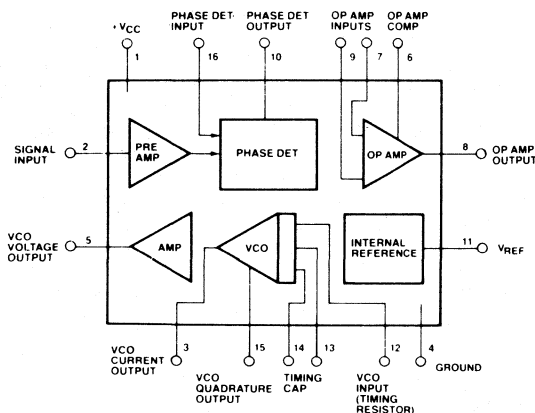 PHASE DET
INPUT
PHASE DET
OUTPUT
OP AMP
INPUTS
OP AMP
COMP
+ VCC
1
16
10
9
7
6
SIGNAL
INPUT
2
PRE
AMP
PHASE DET
OP AMP
8
OP AMP
OUTPUT
VCO
VOLTAGE
OUTPUT
5
AMP
VCO
INTERNAL
REFERENCE
11
VREF
3
15
14
13
12
4
VCO
CURRENT
OUTPUT
VCO
QUADRATURE
OUTPUT
TIMING
CAP
VCO
INPUT
(TIMING
RESISTOR)
GROUND